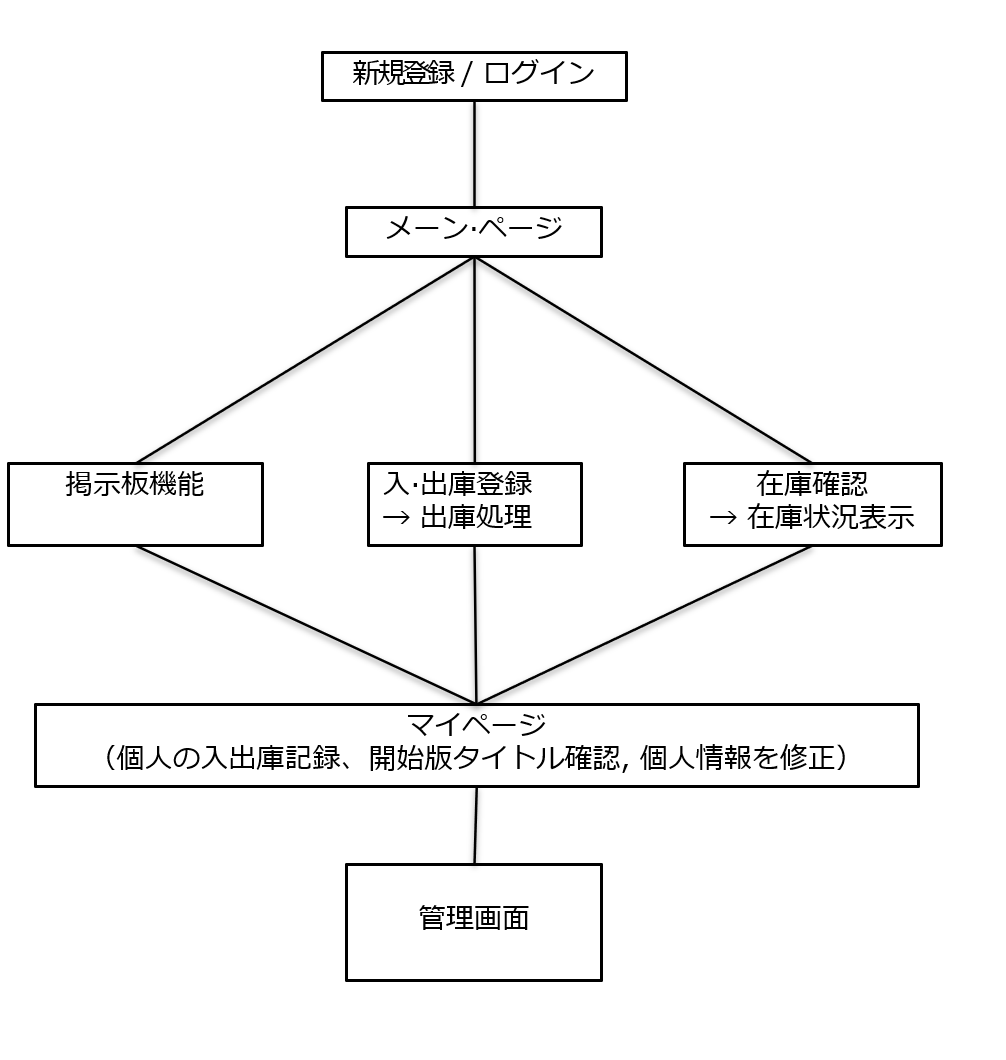 新規登録 / ログイン
メーン·ページ
掲示板機能
入·出庫登録
→ 出庫処理
在庫確認
→ 在庫状況表示
マイページ
（個人の入出庫記録、開始版タイトル確認, 個人情報を修正）
管理画面